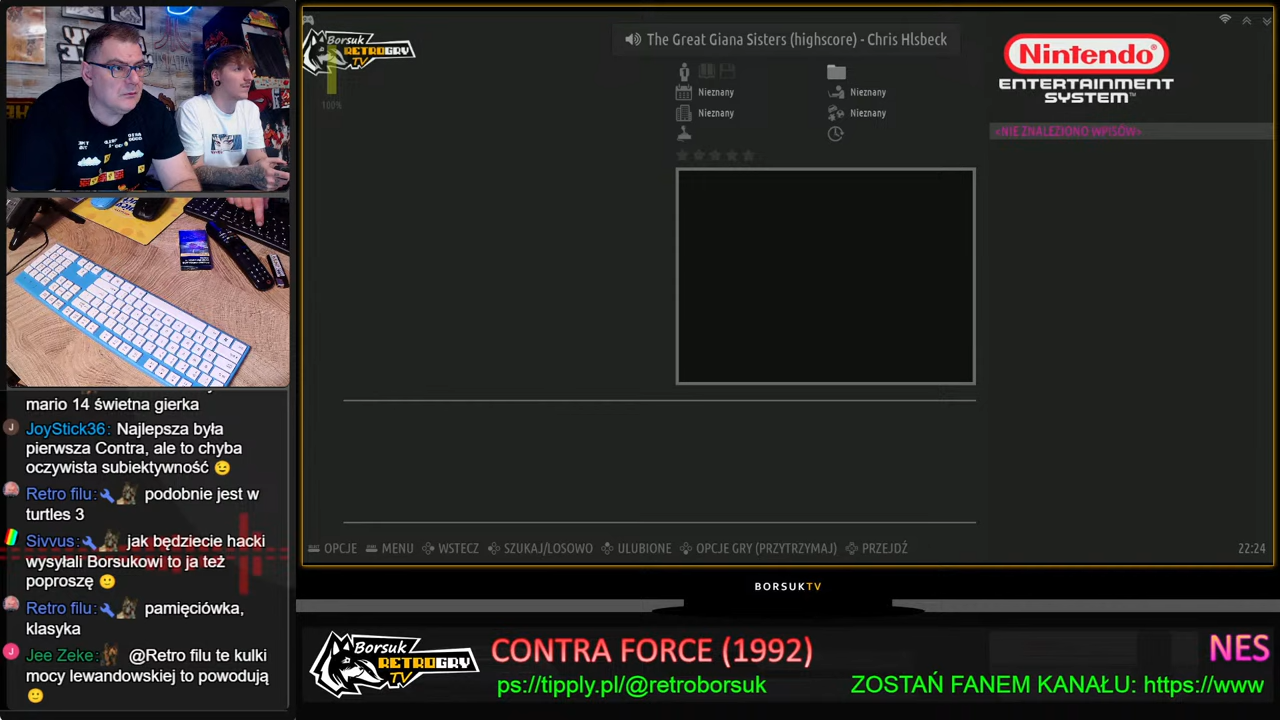 Borsuk
RETROGRY
TV
100%
The Great Giana Sisters (highscore) - Chris Hlsbeck
Nieznany
Nieznany
Nieznany
Nieznany
Nintendo®
ENTERTAINMENT
SYSTEM™
<NIE ZNALEZIONO WPISÓW>
mario 14 świetna gierka
JoyStick36: Najlepsza była
pierwsza Contra, ale to chyba
oczywista subiektywność 😉
Retro filu: podobnie jest w
turtles 3
Sivvus: jak będziecie hacki
wysyłali Borsukowi to ja też
poproszę 🙂
Retro filu: pamięciówka,
klasyka
Jee Zeke: @Retro filu te kulki
mocy lewandowskiej to powodują
🙂
OPCJE MENU WSTECZ SZUKAJ/LOSOWO ULUBIONE OPCJE GRY (PRZYTRZYMAJ) PRZEJDŹ 22:24
BORSUKTV
Borsuk
RETROGRY
TV
CONTRA FORCE (1992) NES
ps://tipply.pl/@retroborsuk ZOSTAŃ FANEM KANAŁU: https://www